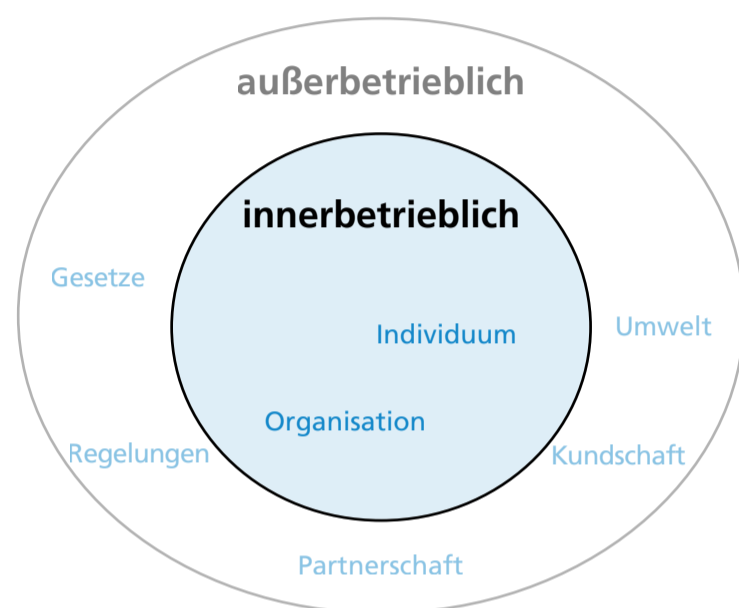 außerbetrieblich
innerbetrieblich
Gesetze
Individuum
Umwelt
Organisation
Regelungen
Kundschaft
Partnerschaft